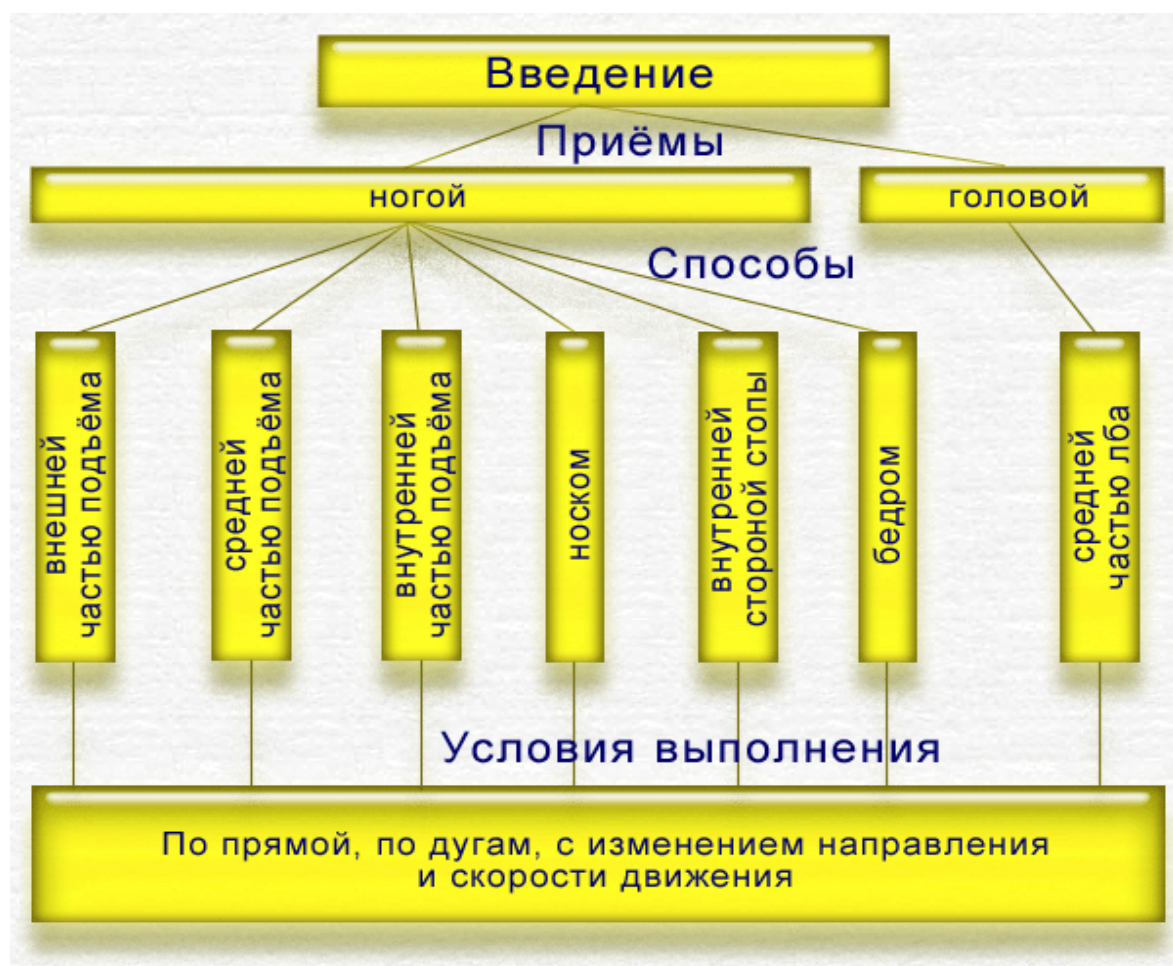 Введение
Приёмы
ногой
головой
Способы
внешней
частью подъёма
средней
частью подъёма
внутренней
частью подъёма
носком
внутренней
стороной стопы
бедром
средней
частью лба
Условия выполнения
По прямой, по дугам, с изменением направления
и скорости движения